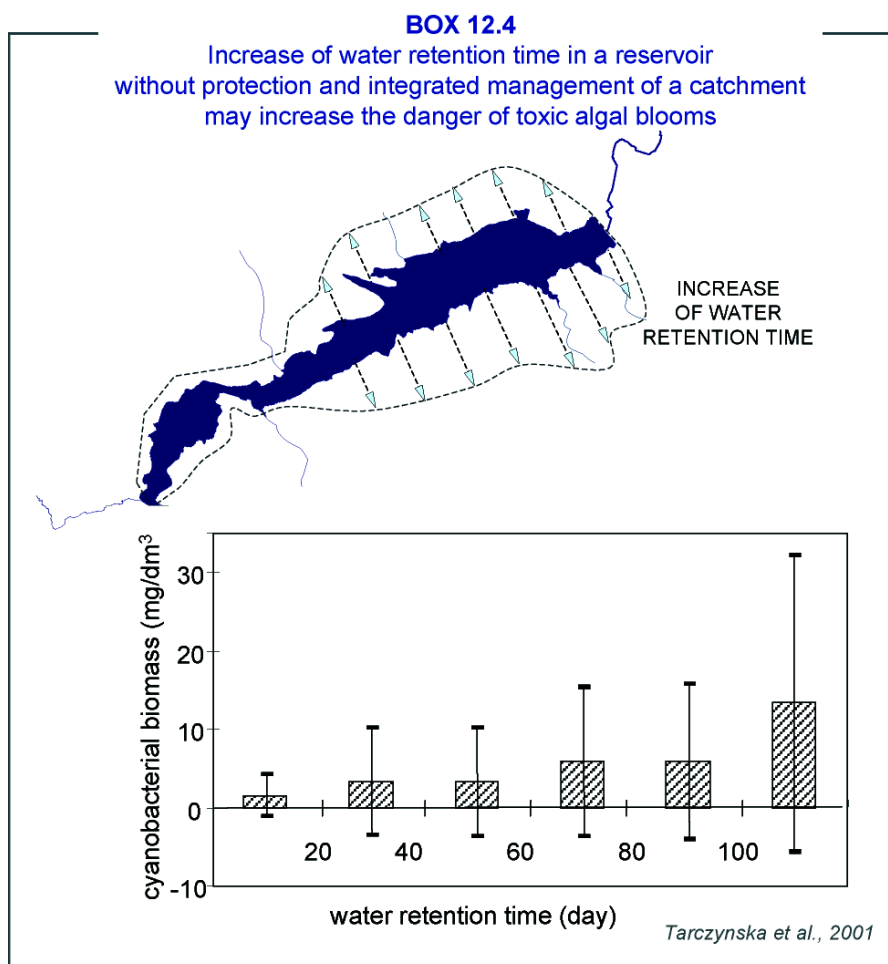 BOX 12.4
Increase of water retention time in a reservoir
without protection and integrated management of a catchment
may increase the danger of toxic algal blooms
INCREASE
OF WATER
RETENTION TIME
cyanobacterial biomass (mg/dm³)
30
20
10
0
-10
20 40 60 80 100
water retention time (day)
Tarczynska et al., 2001